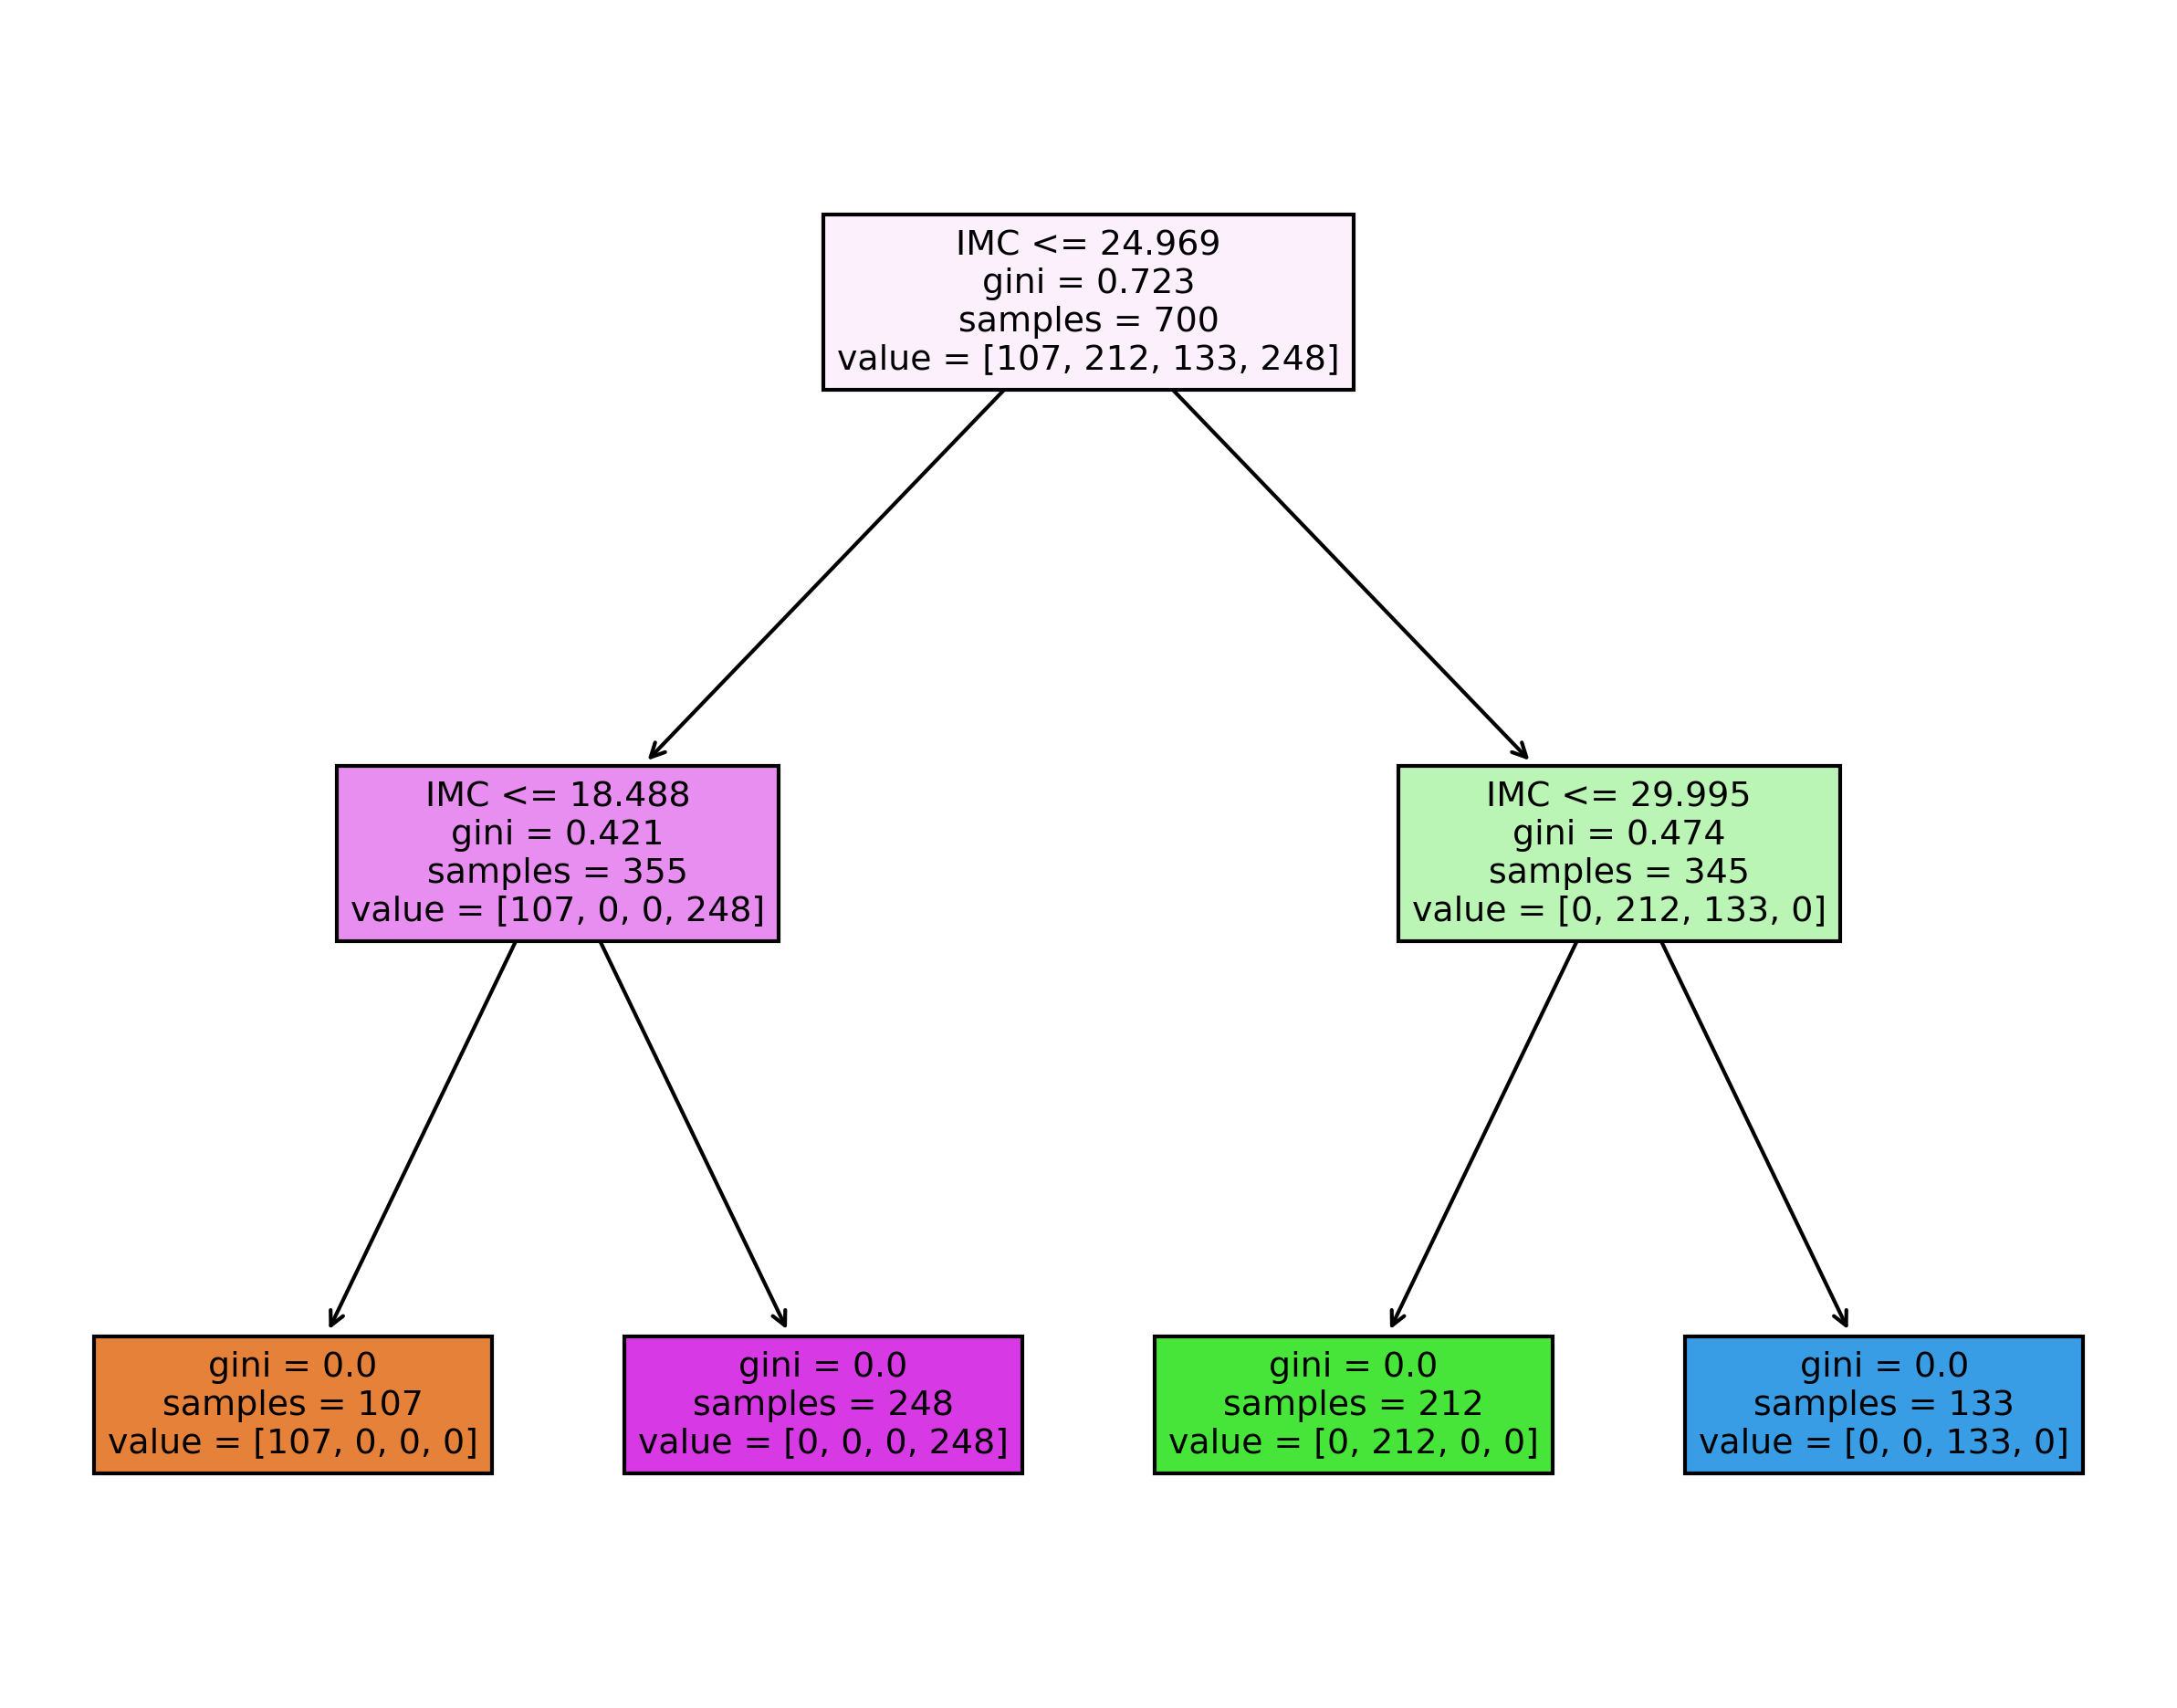 IMC <= 24.969
gini = 0.723
samples = 700
value = [107, 212, 133, 248]
IMC <= 18.488
gini = 0.421
samples = 355
value = [107, 0, 0, 248]
IMC <= 29.995
gini = 0.474
samples = 345
value = [0, 212, 133, 0]
gini = 0.0
samples = 107
value = [107, 0, 0, 0]
gini = 0.0
samples = 248
value = [0, 0, 0, 248]
gini = 0.0
samples = 212
value = [0, 212, 0, 0]
gini = 0.0
samples = 133
value = [0, 0, 133, 0]